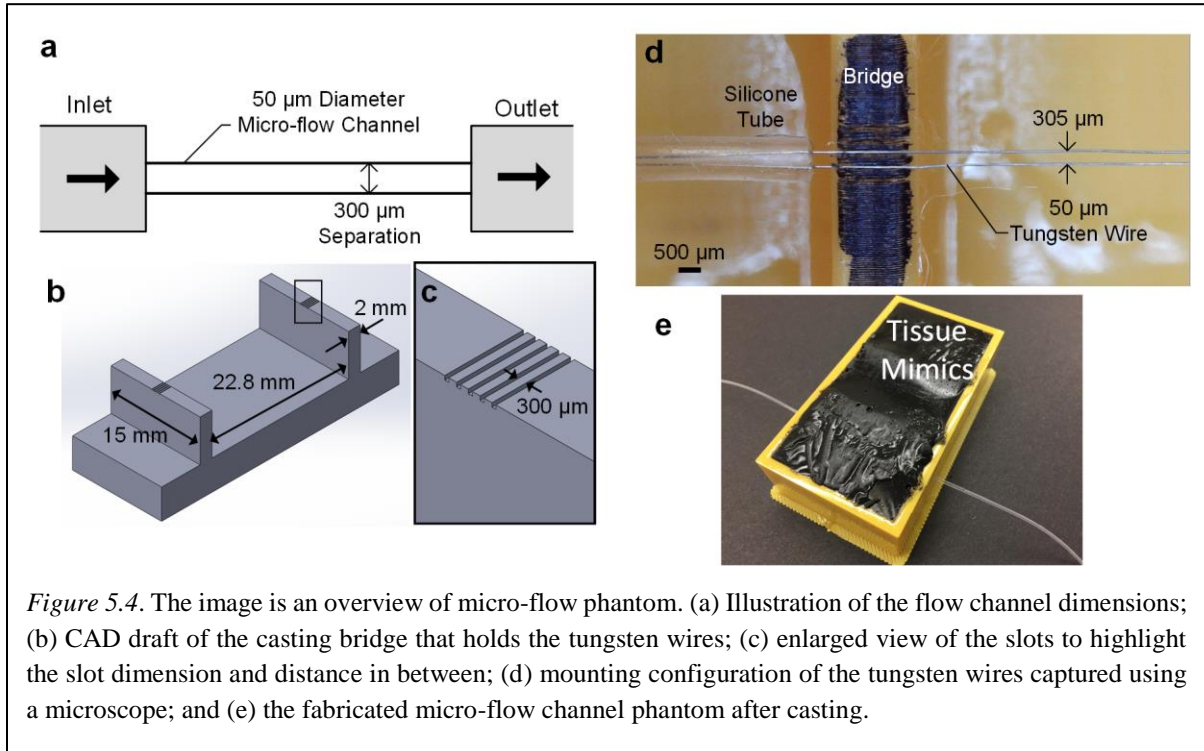 a
Inlet
50 µm Diameter
Micro-flow Channel
Outlet
300 µm
Separation
b
2 mm
22.8 mm
15 mm
c
300 µm
d
Bridge
Silicone
Tube
305 µm
50 µm
Tungsten Wire
500 µm
e
Tissue
Mimics
Figure 5.4. The image is an overview of micro-flow phantom. (a) Illustration of the flow channel dimensions;
(b) CAD draft of the casting bridge that holds the tungsten wires; (c) enlarged view of the slots to highlight
the slot dimension and distance in between; (d) mounting configuration of the tungsten wires captured using
a microscope; and (e) the fabricated micro-flow channel phantom after casting.